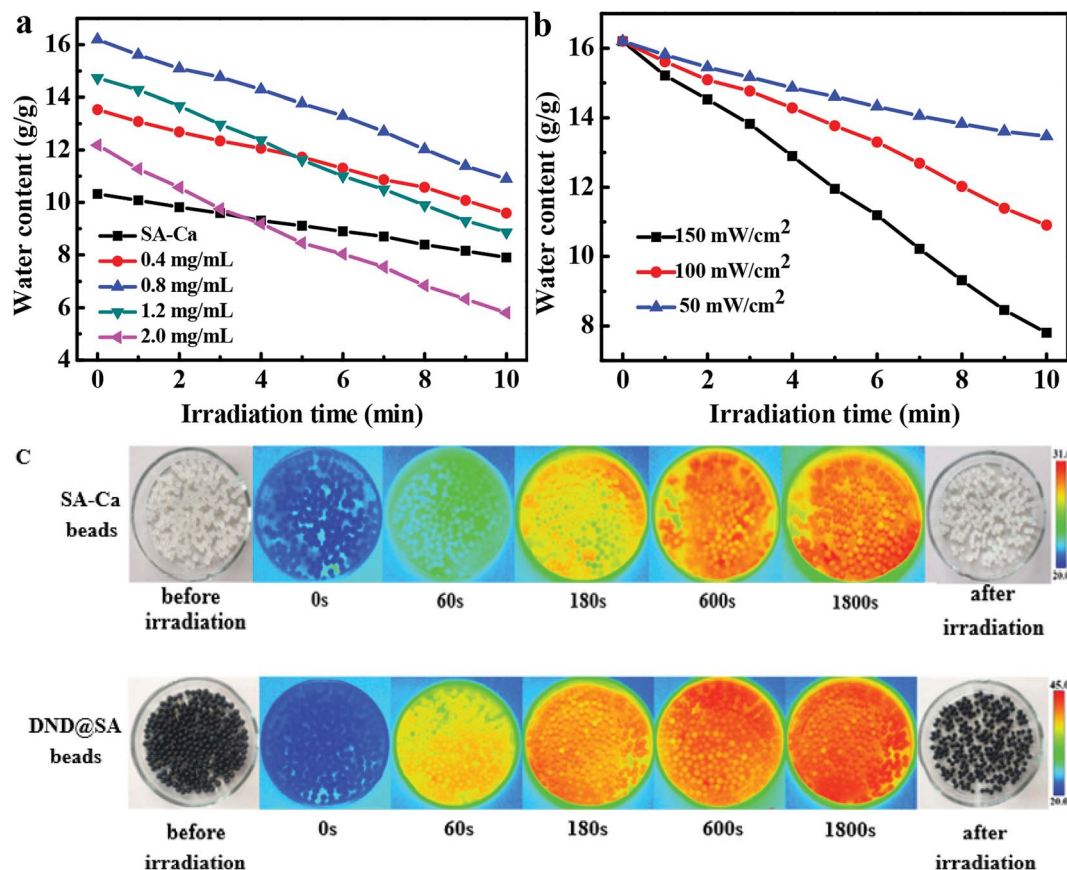 a
16
14
12
10
8
6
4
Water content (g/g)
SA-Ca
0.4 mg/mL
0.8 mg/mL
1.2 mg/mL
2.0 mg/mL
0 2 4 6 8 10
Irradiation time (min)
b
16
14
12
10
8
Water content (g/g)
150 mW/cm²
100 mW/cm²
50 mW/cm²
0 2 4 6 8 10
Irradiation time (min)
C
SA-Ca
beads
31.
20.
before
irradiation
0s
60s
180s
600s
1800s
after
irradiation
DND@SA
beads
45.
20.
before
irradiation
0s
60s
180s
600s
1800s
after
irradiation